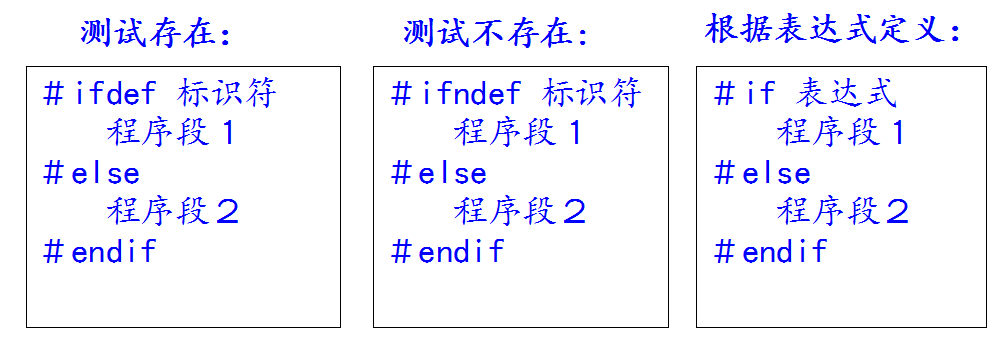 测试存在：
＃ifdef 标识符
程序段１
＃else
程序段２
＃endif
测试不存在：
＃ifndef 标识符
程序段１
＃else
程序段２
＃endif
根据表达式定义：
＃if 表达式
程序段１
＃else
程序段２
＃endif